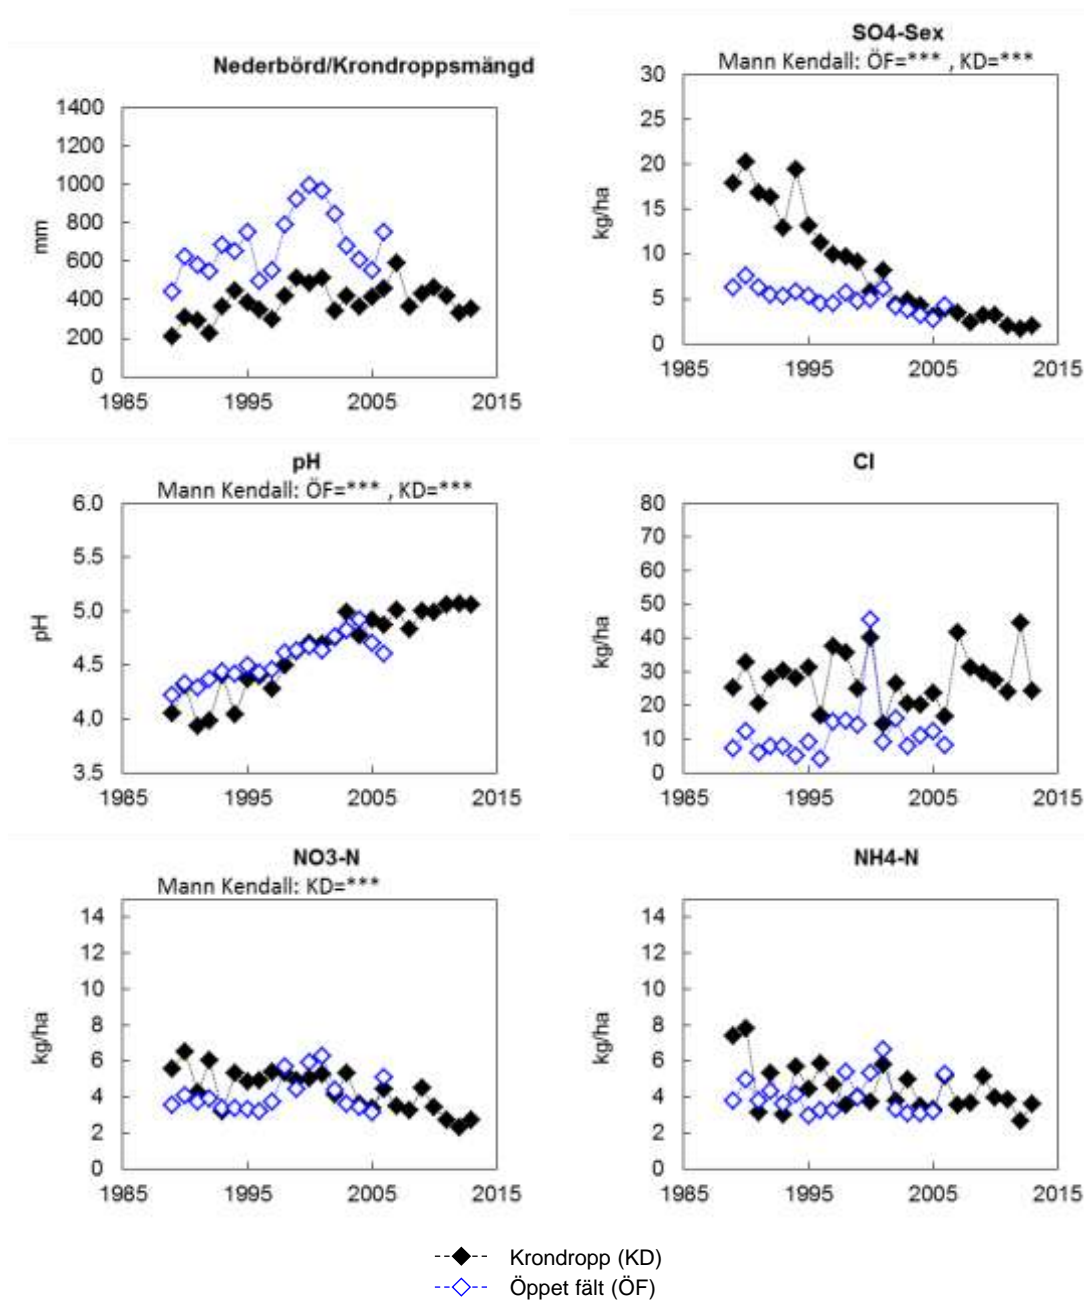 Nederbörd/Krondroppsmängd
mm
1400
1200
1000
800
600
400
200
0
1985 1995 2005 2015
SO4-Sex
Mann Kendall: ÖF=*** , KD=***
kg/ha
30
25
20
15
10
5
0
1985 1995 2005 2015
pH
Mann Kendall: ÖF=*** , KD=***
pH
6.0
5.5
5.0
4.5
4.0
3.5
1985 1995 2005 2015
Cl
kg/ha
80
70
60
50
40
30
20
10
0
1985 1995 2005 2015
NO3-N
Mann Kendall: KD=***
kg/ha
14
12
10
8
6
4
2
0
1985 1995 2005 2015
NH4-N
kg/ha
14
12
10
8
6
4
2
0
1985 1995 2005 2015
Krondropp (KD)
Öppet fält (ÖF)